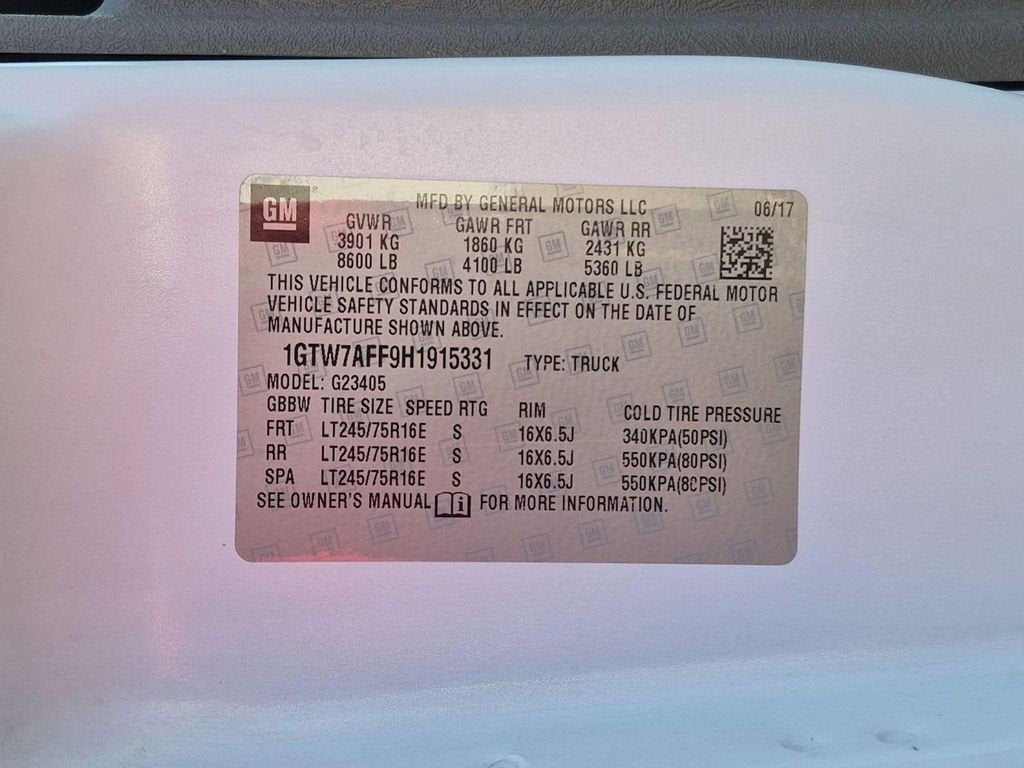 GM
MFD BY GENERAL MOTORS LLC 06/17
GVWR GAWR FRT GAWR RR
3901 KG 1860 KG 2431 KG
8600 LB 4100 LB 5360 LB
THIS VEHICLE CONFORMS TO ALL APPLICABLE U.S. FEDERAL MOTOR
VEHICLE SAFETY STANDARDS IN EFFECT ON THE DATE OF
MANUFACTURE SHOWN ABOVE.
1GTW7AFF9H1915331 TYPE: TRUCK
MODEL: G23405
GBBW TIRE SIZE SPEED RTG RIM COLD TIRE PRESSURE
FRT LT245/75R16E S 16X6.5J 340KPA(50PSI)
RR LT245/75R16E S 16X6.5J 550KPA(80PSI)
SPA LT245/75R16E S 16X6.5J 550KPA(80PSI)
SEE OWNER'S MANUAL FOR MORE INFORMATION.